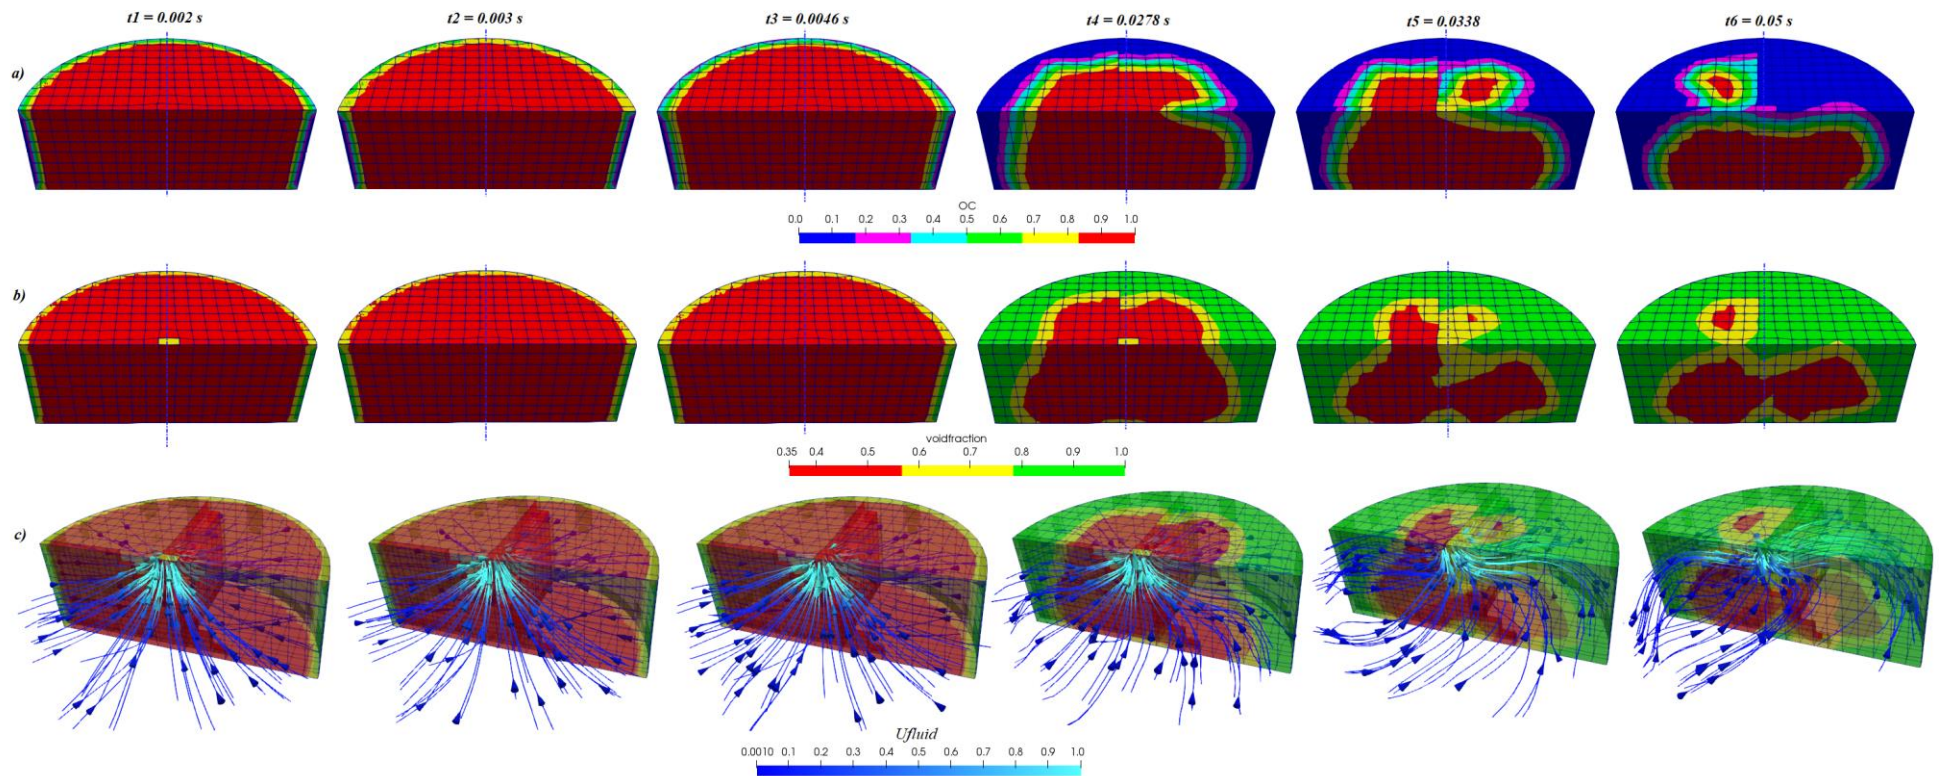 t1 = 0.002 s t2 = 0.003 s t3 = 0.0046 s t4 = 0.0278 s t5 = 0.0338 t6 = 0.05 s
a)
OC
0.0 0.1 0.2 0.3 0.4 0.5 0.6 0.7 0.8 0.9 1.0
b)
voidfraction
0.35 0.4 0.5 0.6 0.7 0.8 0.9 1.0
c)
Ufluid
0.0010 0.1 0.2 0.3 0.4 0.5 0.6 0.7 0.8 0.9 1.0